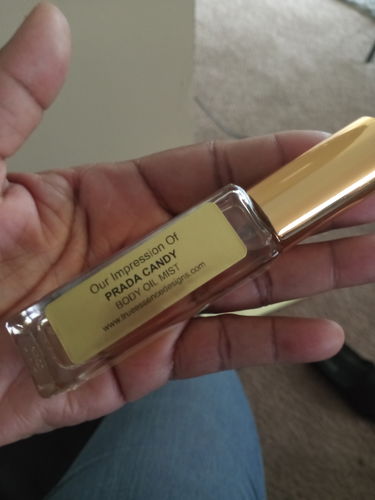 Our Impression Of
PRADA CANDY
BODY OIL MIST
www.trueessencedesigns.com